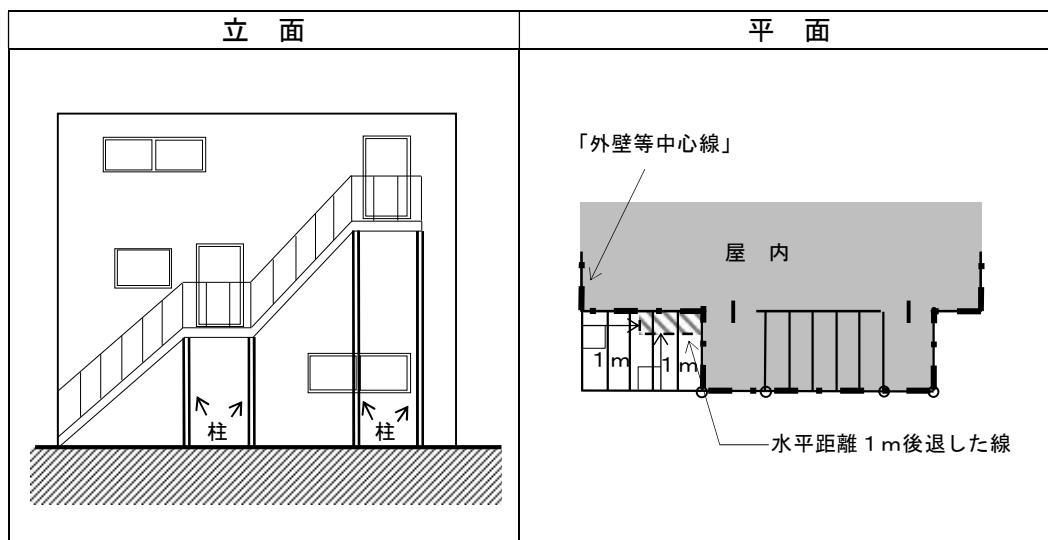 立　面
平　面
「外壁等中心線」
屋　内
１ｍ
１ｍ
柱
柱
水平距離１ｍ後退した線